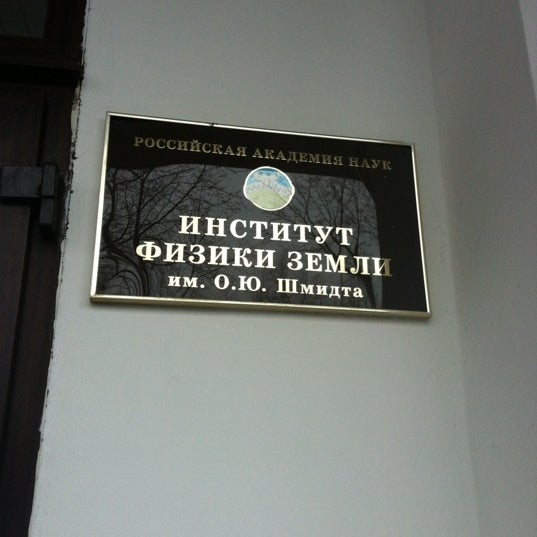 РОССИЙСКАЯ АКАДЕМИЯ НАУК
ИНСТИТУТ
ФИЗИКИ ЗЕМЛИ
им. О.Ю. Шмидта